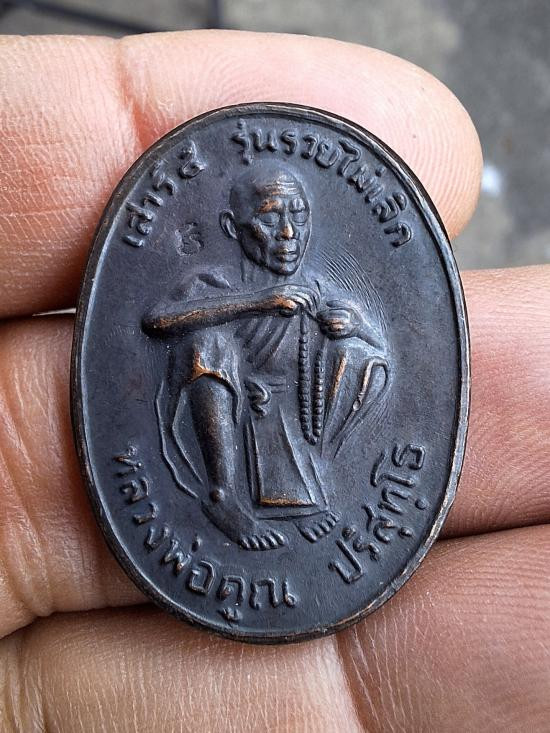 เสาร์ ๕ รุ่นรวยไม่เลิก
หลวงพ่อคูณ ปริสุทฺโธ